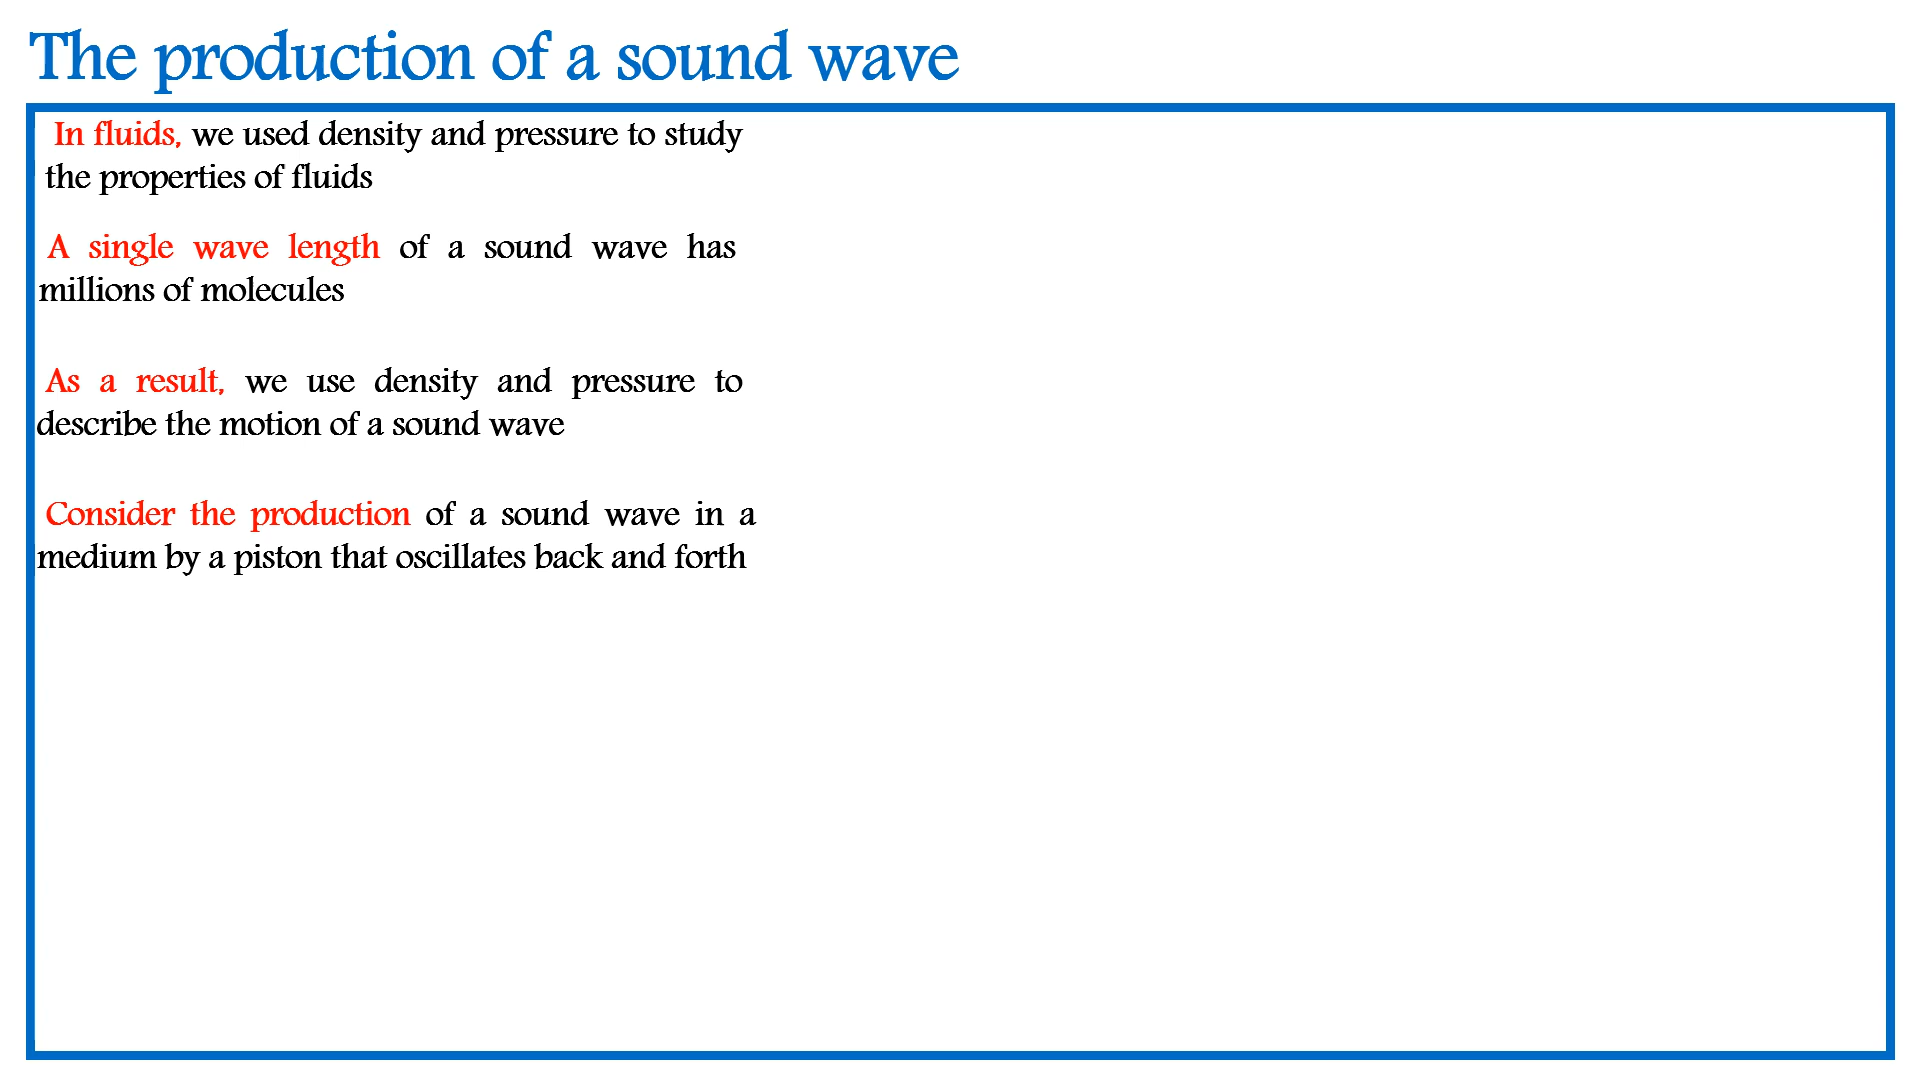 The production of a sound wave
In fluids, we used density and pressure to study
the properties of fluids
A single wave length of a sound wave has
millions of molecules
As a result, we use density and pressure to
describe the motion of a sound wave
Consider the production of a sound wave in a
medium by a piston that oscillates back and forth